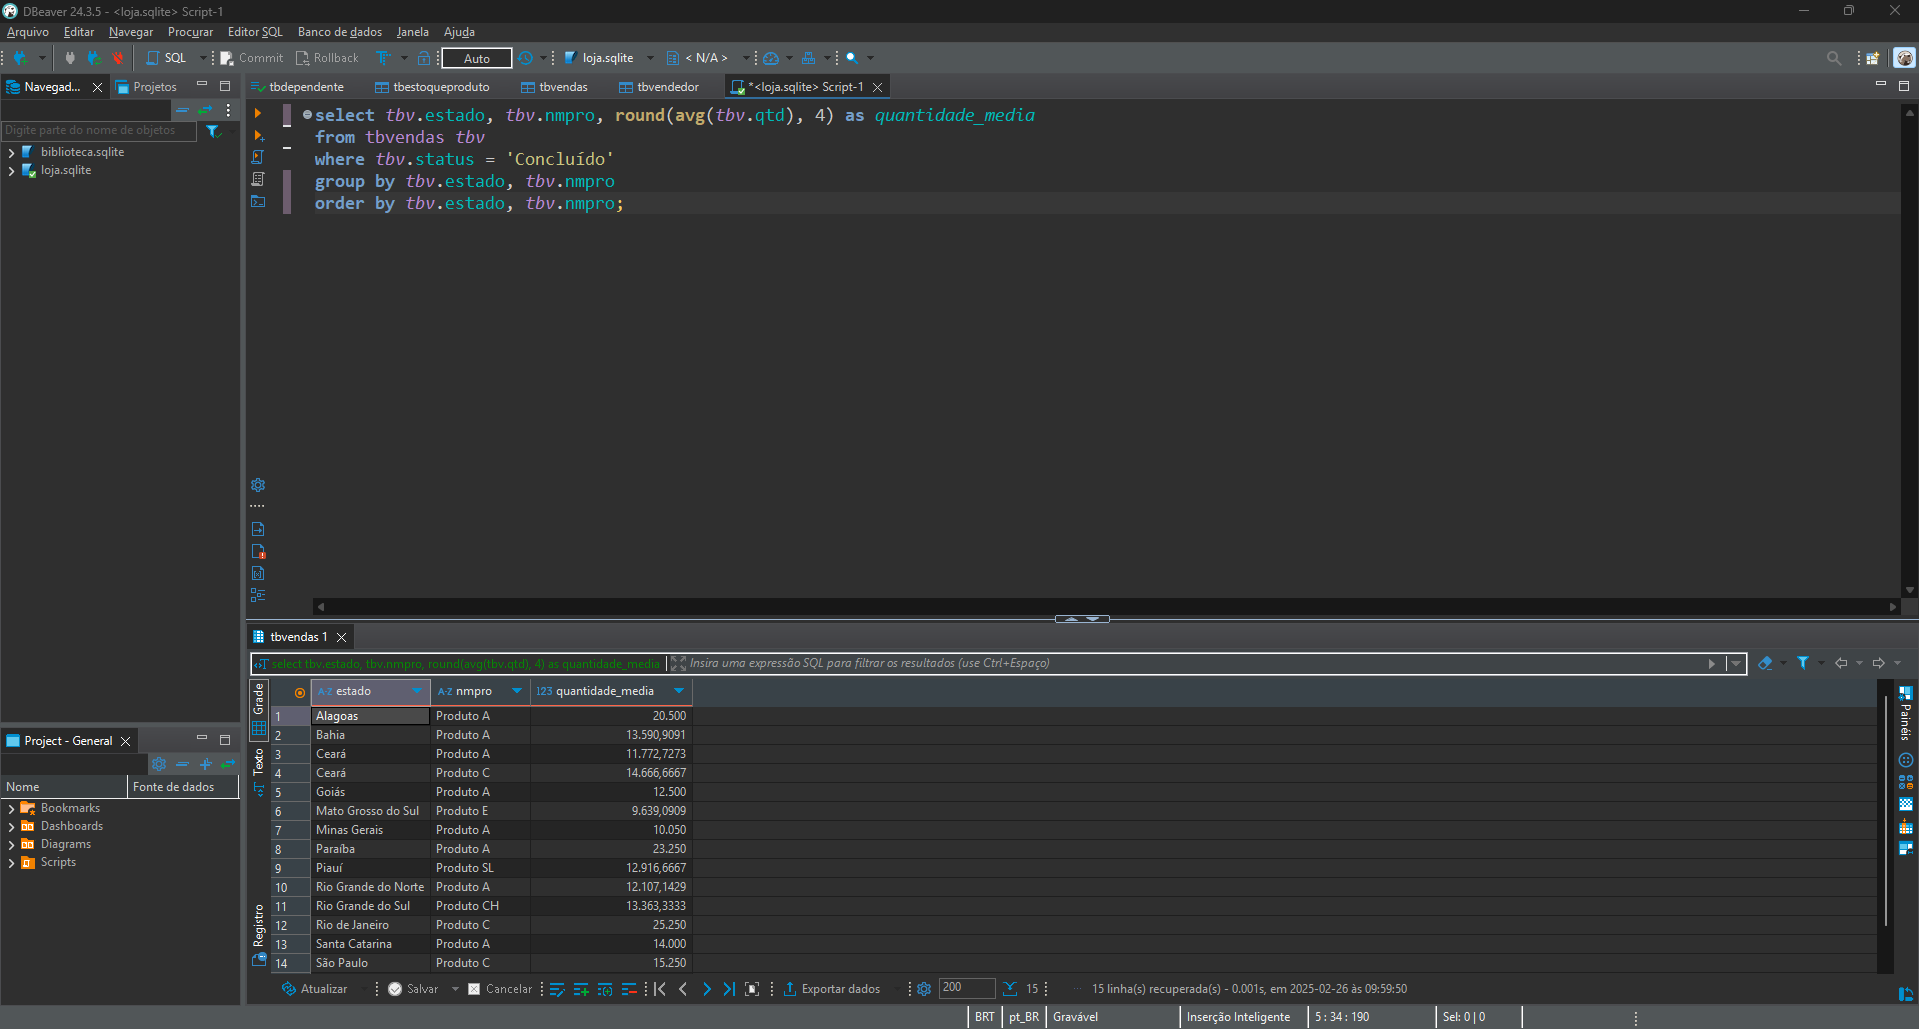 DBeaver 24.3.5 - <loja.sqlite> Script-1
Arquivo Editar Navegar Procurar Editor SQL Banco de dados Janela Ajuda
SQL Commit Rollback Auto loja.sqlite < N/A >
Navegad... Projetos
Digite parte do nome de objetos
biblioteca.sqlite
loja.sqlite
tbdependente tbestoqueproduto tbvendas tbvendedor *<loja.sqlite> Script-1
select tbv.estado, tbv.nmpro, round(avg(tbv.qtd), 4) as quantidade_media
from tbvendas tbv
where tbv.status = 'Concluído'
group by tbv.estado, tbv.nmpro
order by tbv.estado, tbv.nmpro;
Project - General
Nome Fonte de dados
Bookmarks
Dashboards
Diagrams
Scripts
tbvendas 1
select tbv.estado, tbv.nmpro, round(avg(tbv.qtd), 4) as quantidade_media Insira uma expressão SQL para filtrar os resultados (use Ctrl+Espaço)
Grade
Texto
Registro
A-Z estado A-Z nmpro 123 quantidade_media
1 Alagoas Produto A 20.500
2 Bahia Produto A 13.590,9091
3 Ceará Produto A 11.772,7273
4 Ceará Produto C 14.666,6667
5 Goiás Produto A 12.500
6 Mato Grosso do Sul Produto E 9.639,0909
7 Minas Gerais Produto A 10.050
8 Paraíba Produto A 23.250
9 Piauí Produto SL 12.916,6667
10 Rio Grande do Norte Produto A 12.107,1429
11 Rio Grande do Sul Produto CH 13.363,3333
12 Rio de Janeiro Produto C 25.250
13 Santa Catarina Produto A 14.000
14 São Paulo Produto C 15.250
Painéis
Atualizar Salvar Cancelar Exportar dados 200 15 15 linha(s) recuperada(s) - 0.001s, em 2025-02-26 às 09:59:50
BRT pt_BR Gravável Inserção Inteligente 5 : 34 : 190 Sel: 0 | 0